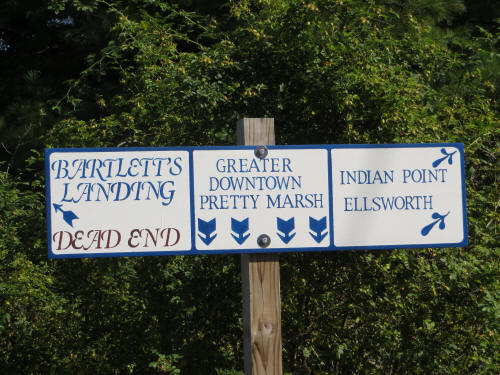 BARTLETT'S
LANDING
DEAD END
GREATER
DOWNTOWN
PRETTY MARSH
INDIAN POINT
ELLSWORTH